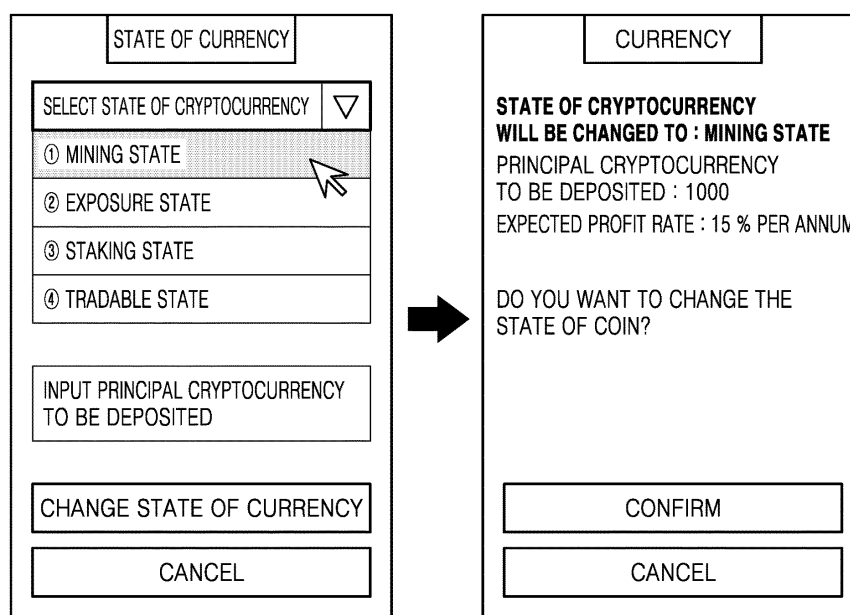 STATE OF CURRENCY
SELECT STATE OF CRYPTOCURRENCY
① MINING STATE
② EXPOSURE STATE
③ STAKING STATE
④ TRADABLE STATE
INPUT PRINCIPAL CRYPTOCURRENCY
TO BE DEPOSITED
CHANGE STATE OF CURRENCY
CANCEL
CURRENCY
STATE OF CRYPTOCURRENCY
WILL BE CHANGED TO : MINING STATE
PRINCIPAL CRYPTOCURRENCY
TO BE DEPOSITED : 1000
EXPECTED PROFIT RATE : 15 % PER ANNUM
DO YOU WANT TO CHANGE THE
STATE OF COIN?
CONFIRM
CANCEL